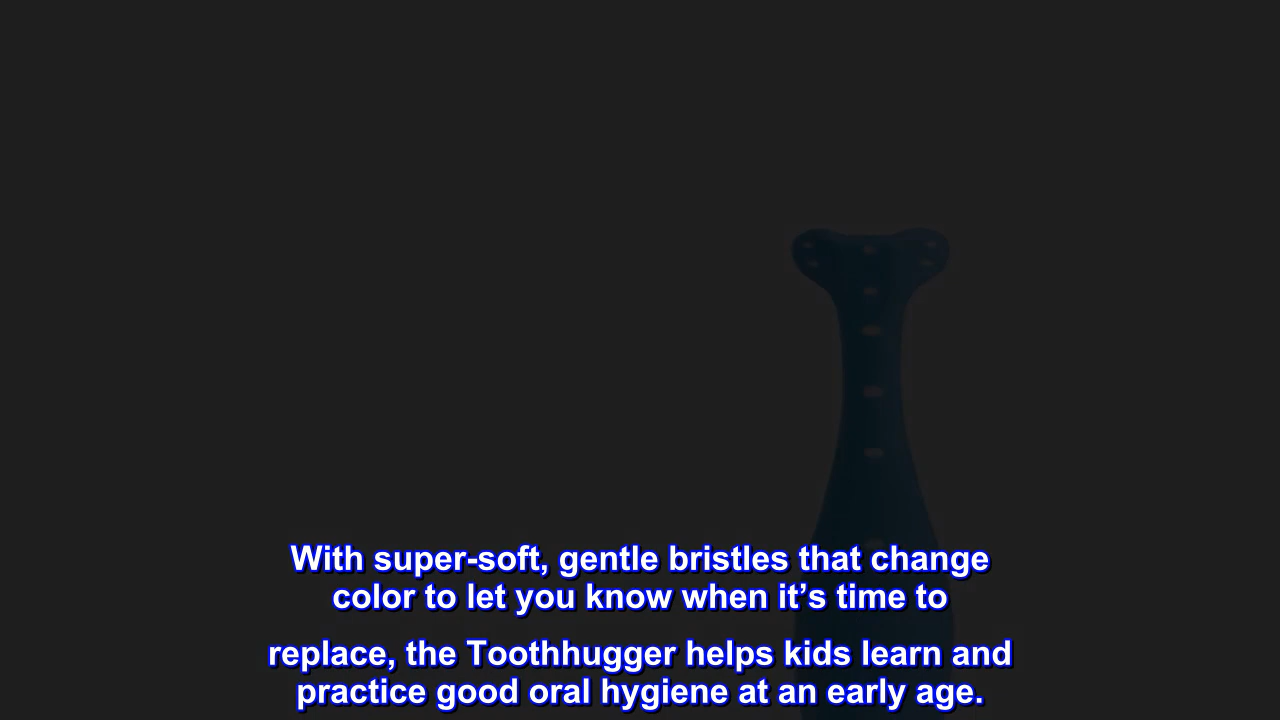 With super-soft, gentle bristles that change
color to let you know when it’s time to
replace, the Toothhugger helps kids learn and
practice good oral hygiene at an early age.